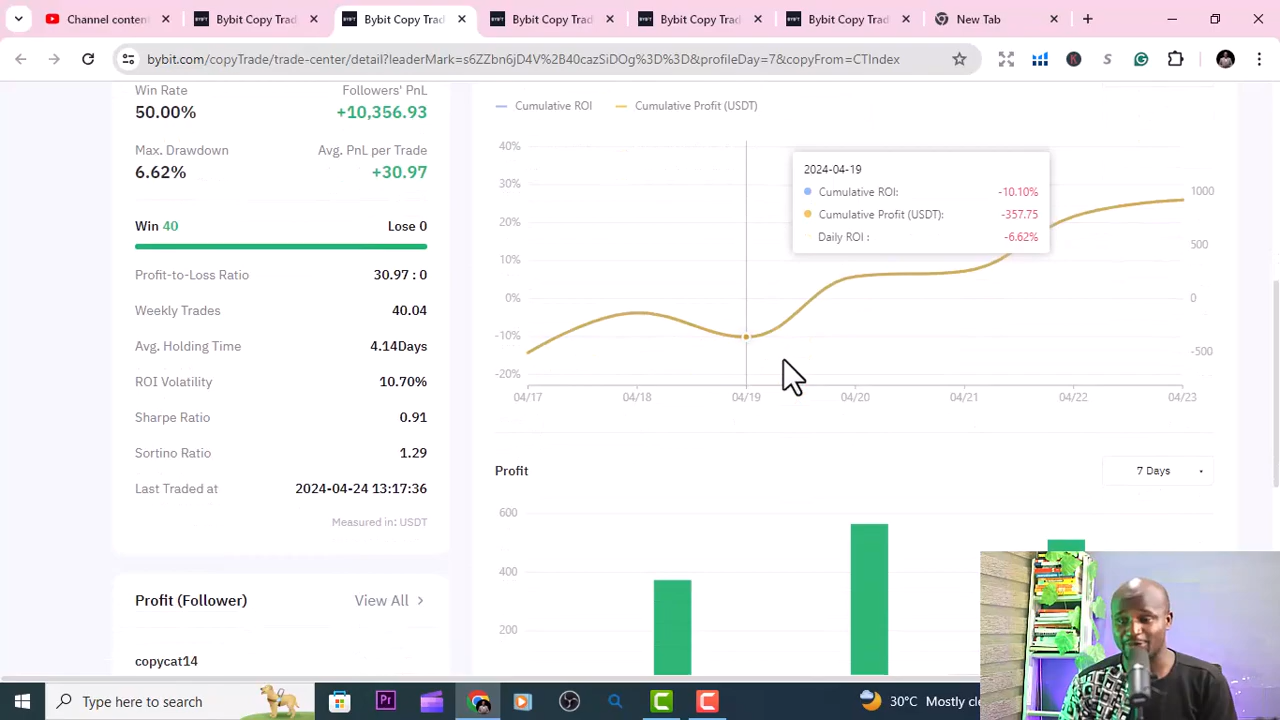 Channel content
Bybit Copy Trad
Bybit Copy Trad
Bybit Copy Trad
Bybit Copy Trad
Bybit Copy Trad
New Tab
bybit.com/copyTrade/trade-center/detail?leaderMark=s6ZZbn6jD4V%2B%40cazSiDOg%3D%3D&profileDay=7&copyFrom=CTIndex
Win Rate
Followers' PnL
50.00%
+10,356.93
Max. Drawdown
Avg. PnL per Trade
6.62%
+30.97
Win 40
Lose 0
Profit-to-Loss Ratio
30.97 : 0
Weekly Trades
40.04
Avg. Holding Time
4.14Days
ROI Volatility
10.70%
Sharpe Ratio
0.91
Sortino Ratio
1.29
Last Traded at
2024-04-24 13:17:36
Measured in: USDT
Profit (Follower)
View All
copycat14
Cumulative ROI
Cumulative Profit (USDT)
40%
30%
20%
10%
0%
-10%
-20%
1000
500
0
-500
2024-04-19
Cumulative ROI:
-10.10%
Cumulative Profit (USDT):
-357.75
Daily ROI :
-6.62%
04/17
04/18
04/19
04/20
04/21
04/22
04/23
Profit
7 Days
600
400
200
Type here to search
30°C Mostly cl